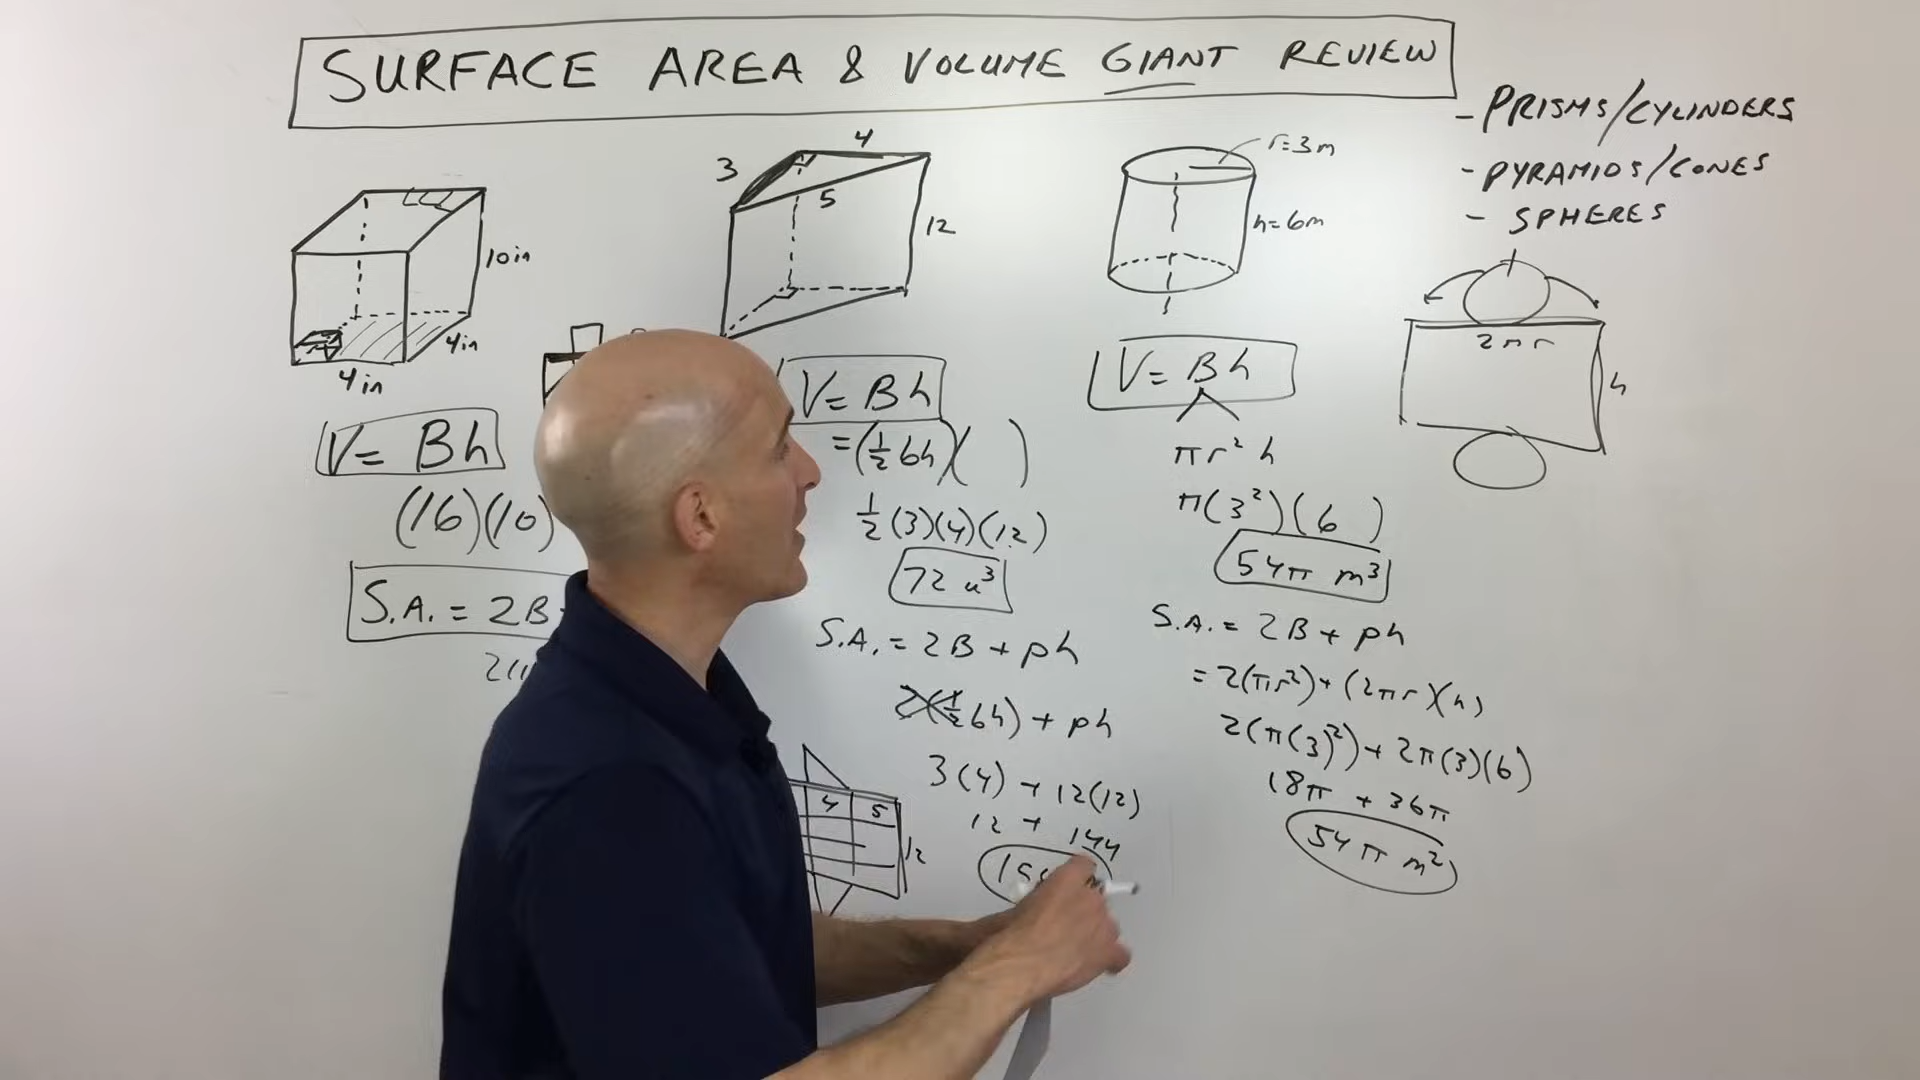 SURFACE AREA & VOLUME GIANT REVIEW
- PRISMS/CYLINDERS
- PYRAMIDS/CONES
- SPHERES
10in
4in
4in
V= Bh
(16)(10)
S.A. = 2B
3
4
5
12
V= Bh
=(½bh)( )
½(3)(4)(12)
72 u³
S.A. = 2B + ph
2(½bh) + ph
3(4) + 12(12)
12 + 144
4
5
12
r=3m
h=6m
V= Bh
πr² h
π(3²)(6 )
54π m³
S.A. = 2B + ph
= 2(πr²) + (2πr)(h)
2(π(3)²) + 2π(3)(6)
18π + 36π
54π m²
2πr
h